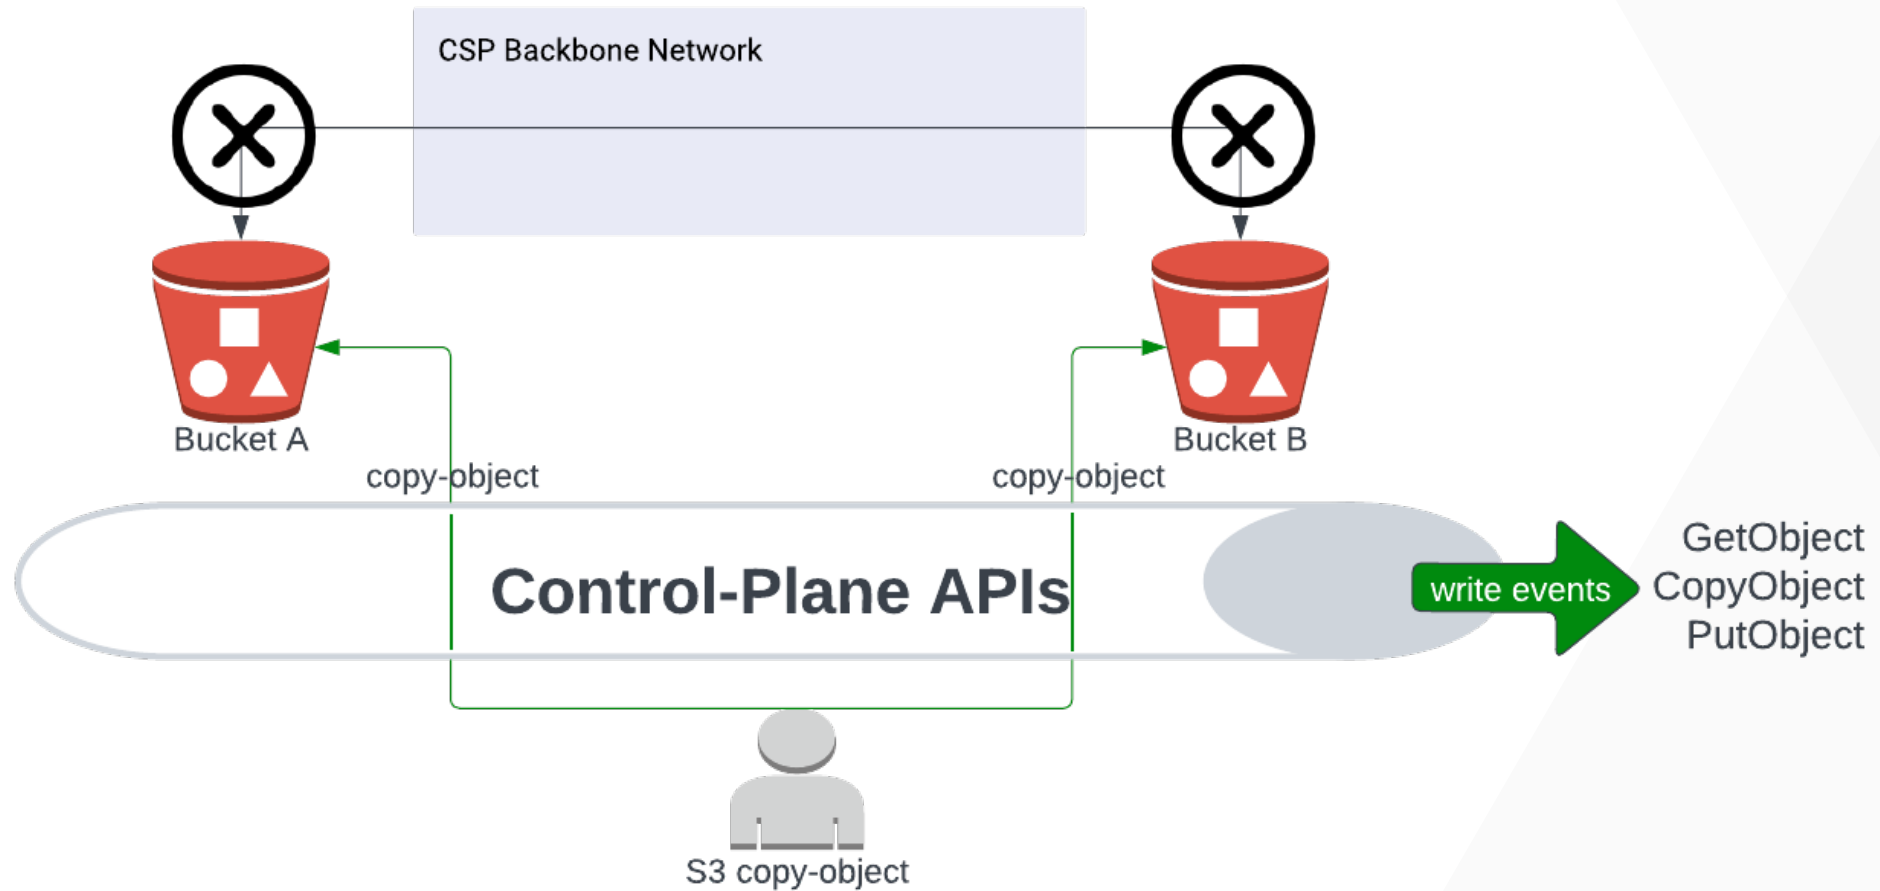 CSP Backbone Network
Bucket A
Bucket B
copy-object
copy-object
Control-Plane APIs
write events
GetObject
CopyObject
PutObject
S3 copy-object